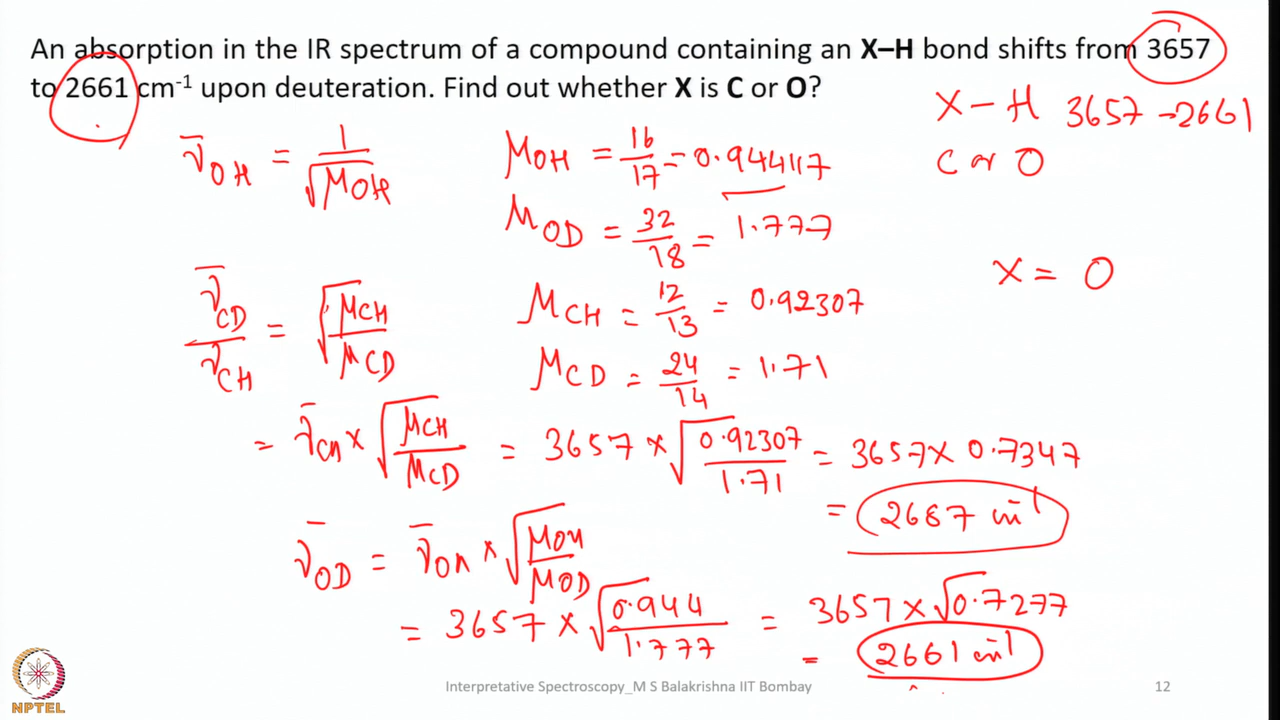 An absorption in the IR spectrum of a compound containing an X–H bond shifts from 3657
to 2661 cm-1 upon deuteration. Find out whether X is C or O?
X – H 3657 → 2661
C or O
ν̄OH = 1/√μOH
μOH = 16/17 = 0.94117
μOD = 32/18 = 1.777
X = O
ν̄CD/ν̄CH = √μCH/μCD
μCH = 12/13 = 0.92307
μCD = 24/14 = 1.71
= ν̄CH × √μCH/μCD = 3657 × √0.92307/1.71 = 3657 × 0.7347
= 2687 cm-1
ν̄OD = ν̄OH × √μOH/μOD
= 3657 × √0.944/1.777 = 3657 × √0.7277
= 2661 cm-1
NPTEL
Interpretative Spectroscopy_M S Balakrishna IIT Bombay
12